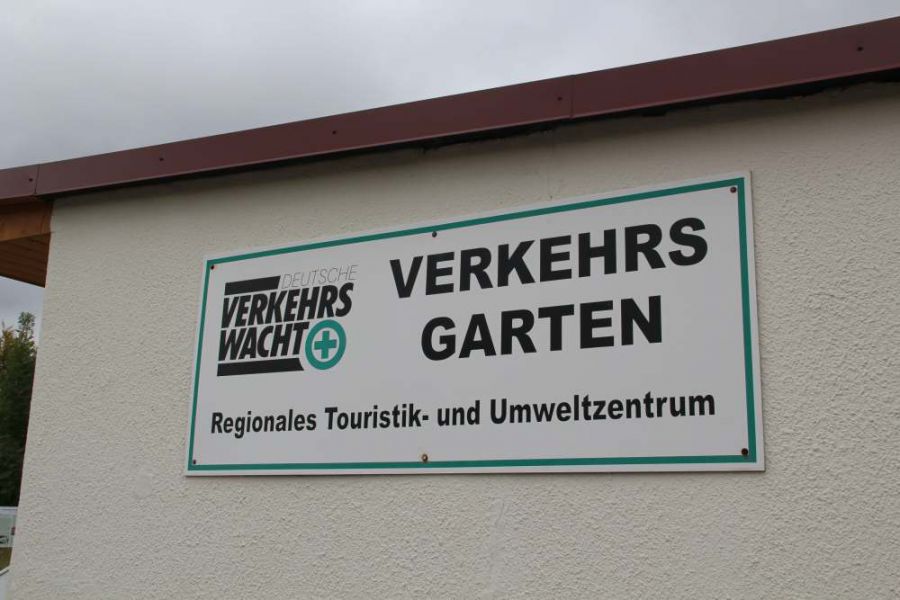 DEUTSCHE
VERKEHRS
WACHT
VERKEHRS
GARTEN
Regionales Touristik- und Umweltzentrum